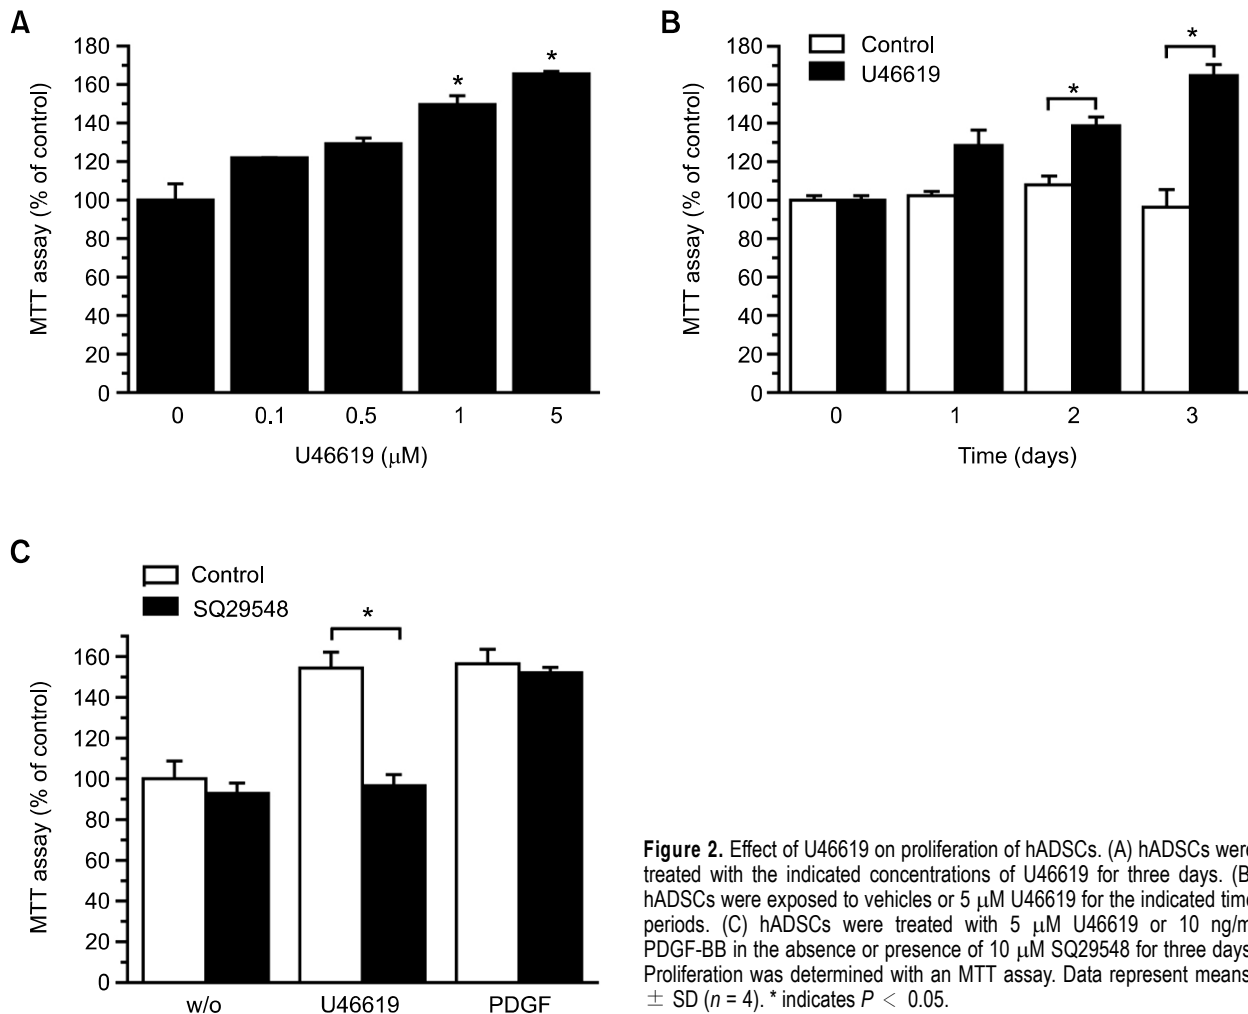 A
180
160
140
120
100
80
60
40
20
0
MTT assay (% of control)
*
*
0 0.1 0.5 1 5
U46619 (μM)
B
180
160
140
120
100
80
60
40
20
0
MTT assay (% of control)
Control
U46619
*
*
0 1 2 3
Time (days)
C
Control
SQ29548
160
140
120
100
80
60
40
20
0
MTT assay (% of control)
*
w/o U46619 PDGF
Figure 2. Effect of U46619 on proliferation of hADSCs. (A) hADSCs were
treated with the indicated concentrations of U46619 for three days. (B
hADSCs were exposed to vehicles or 5 μM U46619 for the indicated time
periods. (C) hADSCs were treated with 5 μM U46619 or 10 ng/m
PDGF-BB in the absence or presence of 10 μM SQ29548 for three days
Proliferation was determined with an MTT assay. Data represent means
± SD (n = 4). * indicates P < 0.05.